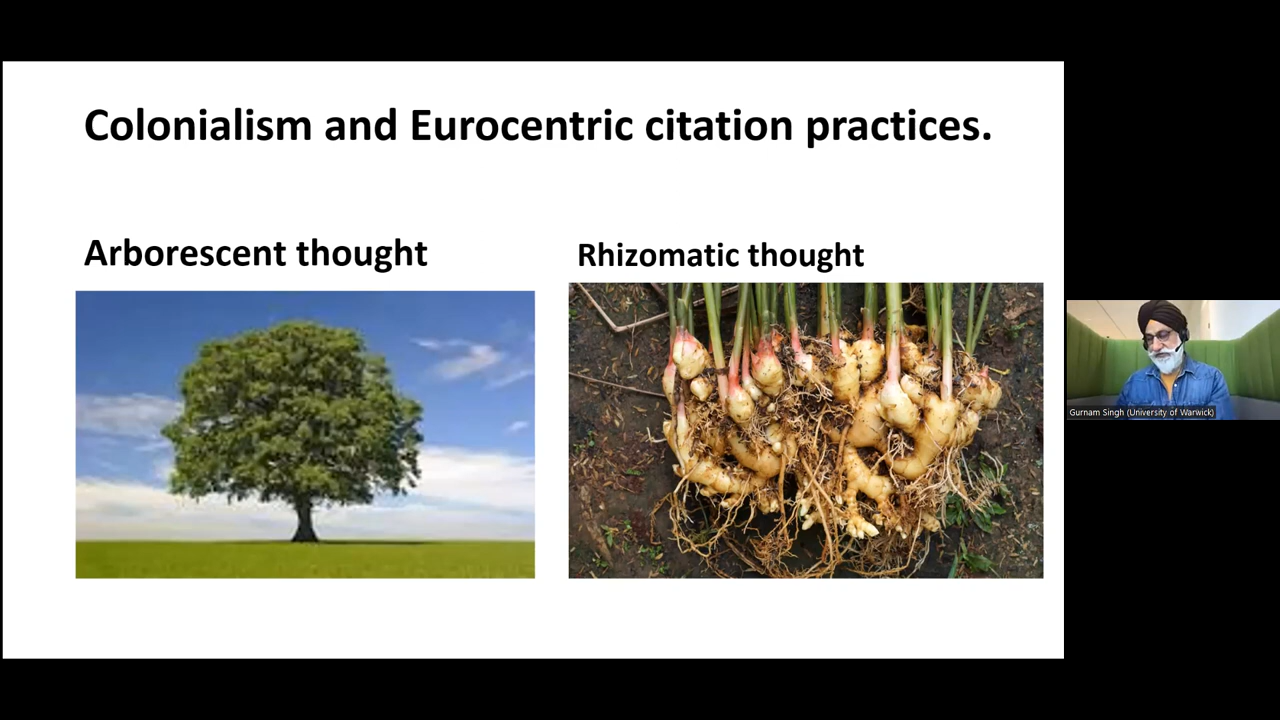 Colonialism and Eurocentric citation practices.
Arborescent thought
Rhizomatic thought
Gurnam Singh (University of Warwick)